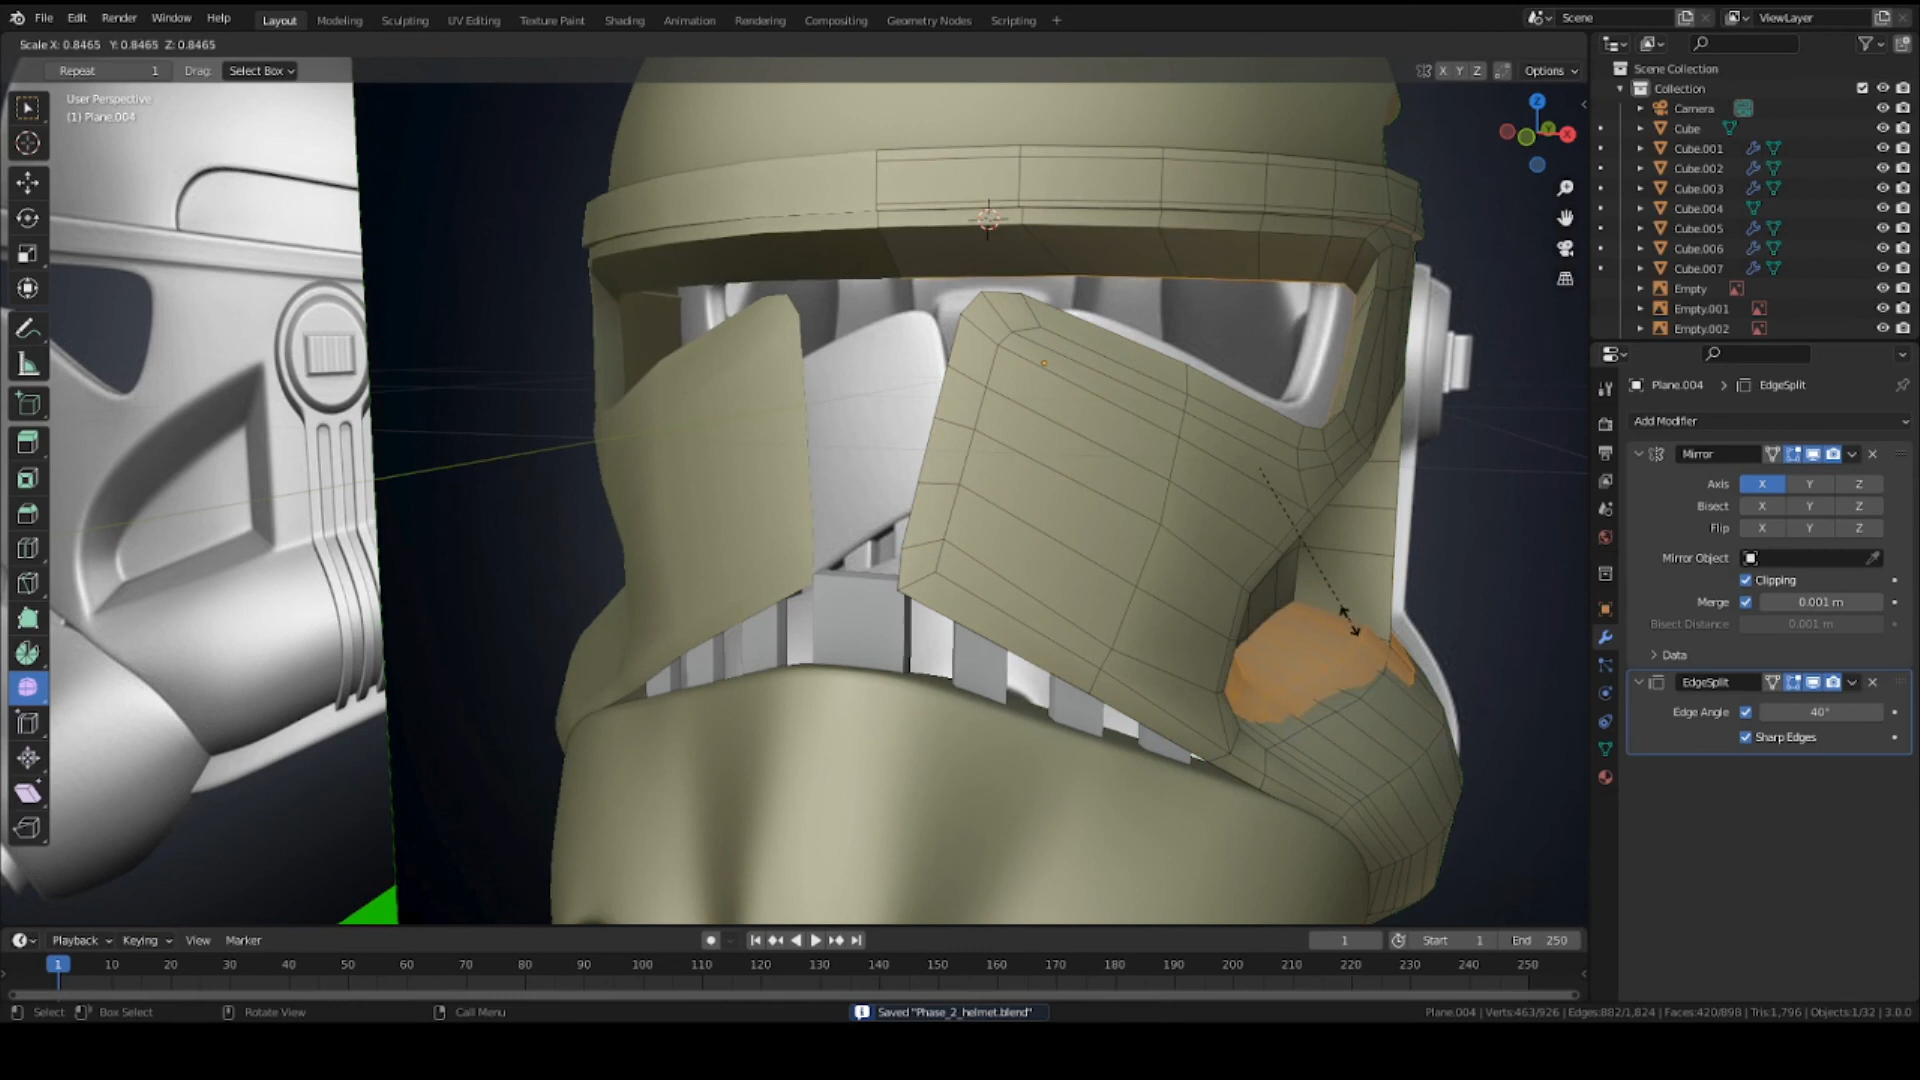 File Edit Render Window Help Layout Modeling Sculpting UV Editing Texture Paint Shading Animation Rendering Compositing Geometry Nodes Scripting + Scene ViewLayer
Scale X: 0.8465 Y: 0.8465 Z: 0.8465
Repeat 1 Drag: Select Box X Y Z Options
User Perspective
(1) Plane.004
Z
Y
X
Scene Collection
Collection
Camera
Cube
Cube.001
Cube.002
Cube.003
Cube.004
Cube.005
Cube.006
Cube.007
Empty
Empty.001
Empty.002
Plane.004 > EdgeSplit
Add Modifier
Mirror
Axis X Y Z
Bisect X Y Z
Flip X Y Z
Mirror Object
Clipping
Merge 0.001 m
Bisect Distance 0.001 m
Data
EdgeSplit
Edge Angle 40°
Sharp Edges
Playback Keying View Marker 1 Start 1 End 250
1 10 20 30 40 50 60 70 80 90 100 110 120 130 140 150 160 170 180 190 200 210 220 230 240 250
Select Box Select Rotate View Call Menu Saved "Phase_2_helmet.blend" Plane.004 | Verts:463/926 | Edges:882/1,824 | Faces:420/898 | Tris:1,796 | Objects:1/32 | 3.0.0